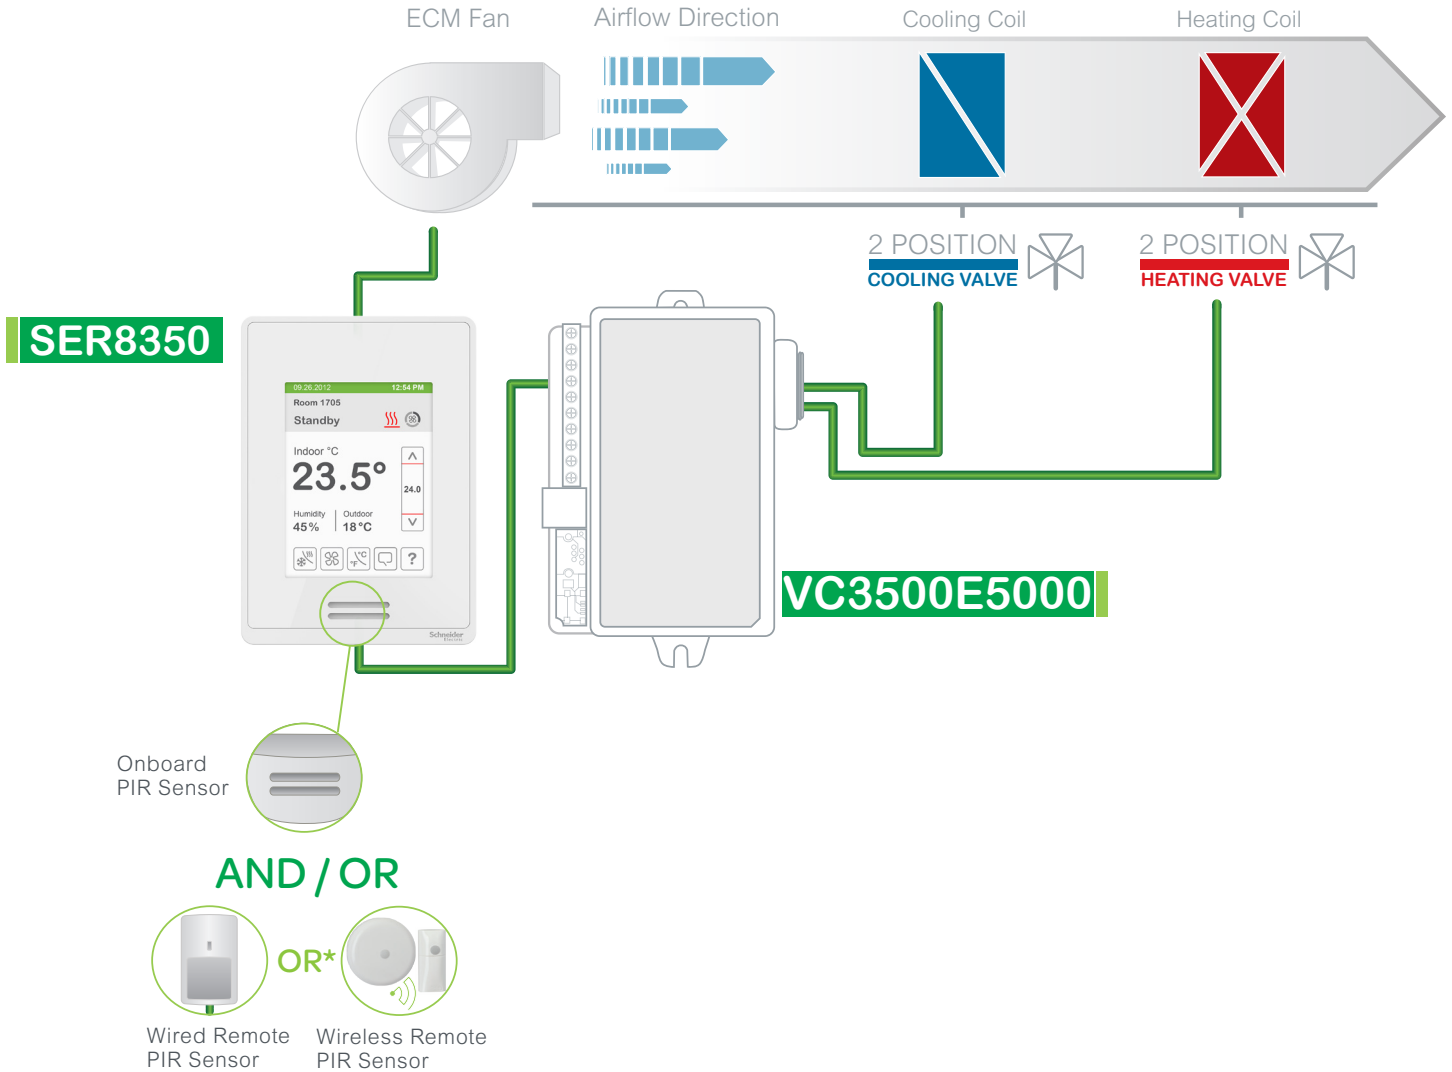 ECM Fan
Airflow Direction
Cooling Coil
Heating Coil
2 POSITION
COOLING VALVE
2 POSITION
HEATING VALVE
SER8350
09.26.2012 12:54 PM
Room 1705
Standby
Indoor °C
23.5°
24.0
Humidity
45%
Outdoor
18°C
°C
°F
?
Schneider
Electric
VC3500E5000
Onboard
PIR Sensor
AND / OR
OR*
Wired Remote
PIR Sensor
Wireless Remote
PIR Sensor